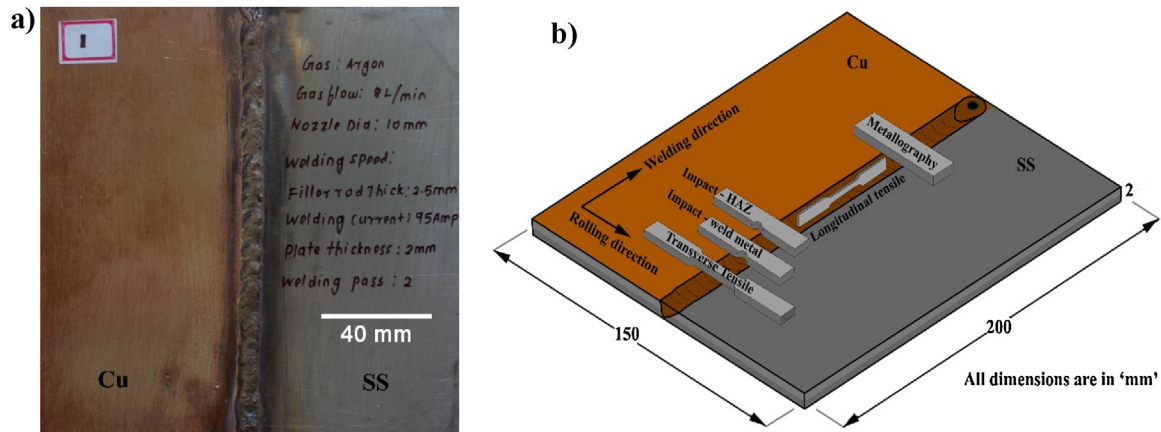 a)
1
Gas: Argon
Gas flow: 8L/min
Nozzle Dia: 10mm
Welding speed:
Filler rod Thick: 2.5mm
Welding (urrent) 95Amp
Plate thickness: 2mm
Welding pass: 2
40 mm
Cu
SS
b)
Cu
Metallography
Welding direction
SS
Impact - HAZ
Longitudinal tensile
2
Impact - weld metal
Rolling direction
Transverse Tensile
150
200
All dimensions are in ‘mm’